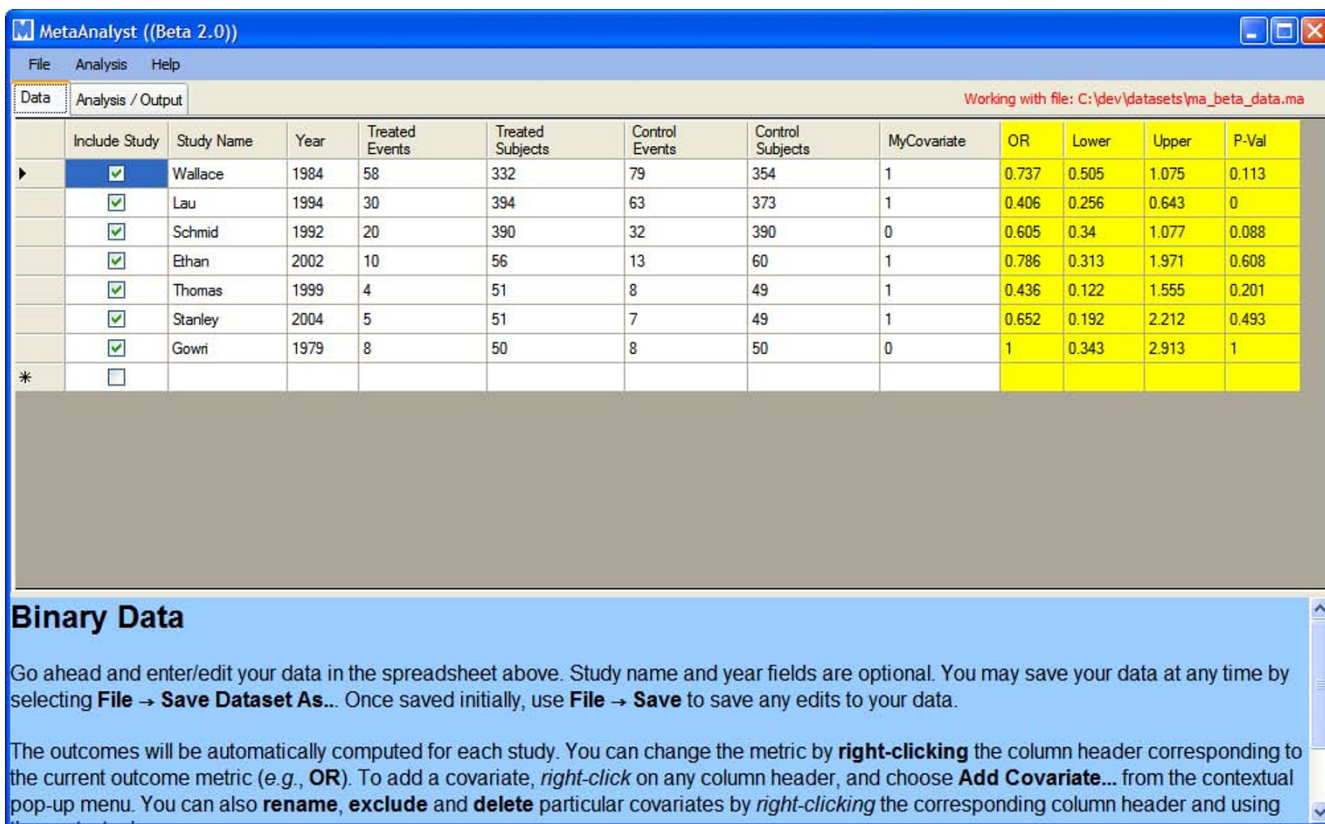 MetaAnalyst ((Beta 2.0))
File Analysis Help
Data Analysis / Output Working with file: C:\dev\datasets\ma_beta_data.ma
Include Study Study Name Year Treated Events Treated Subjects Control Events Control Subjects MyCovariate OR Lower Upper P-Val
Wallace 1984 58 332 79 354 1 0.737 0.505 1.075 0.113
Lau 1994 30 394 63 373 1 0.406 0.256 0.643 0
Schmid 1992 20 390 32 390 0 0.605 0.34 1.077 0.088
Ethan 2002 10 56 13 60 1 0.786 0.313 1.971 0.608
Thomas 1999 4 51 8 49 1 0.436 0.122 1.555 0.201
Stanley 2004 5 51 7 49 1 0.652 0.192 2.212 0.493
Gowri 1979 8 50 8 50 0 1 0.343 2.913 1
Binary Data
Go ahead and enter/edit your data in the spreadsheet above. Study name and year fields are optional. You may save your data at any time by
selecting File → Save Dataset As... Once saved initially, use File → Save to save any edits to your data.
The outcomes will be automatically computed for each study. You can change the metric by right-clicking the column header corresponding to
the current outcome metric (e.g., OR). To add a covariate, right-click on any column header, and choose Add Covariate... from the contextual
pop-up menu. You can also rename, exclude and delete particular covariates by right-clicking the corresponding column header and using